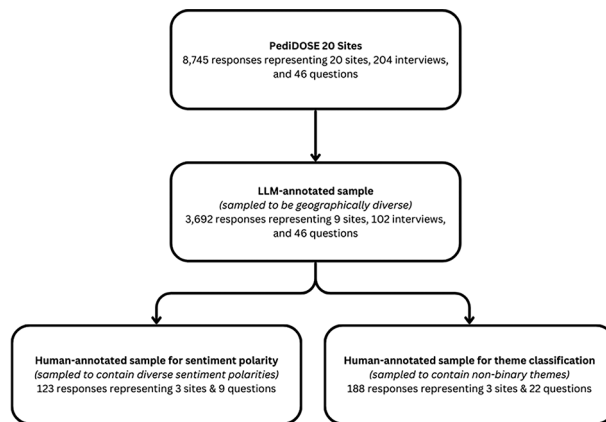 PediDOSE 20 Sites
8,745 responses representing 20 sites, 204 interviews,
and 46 questions
LLM-annotated sample
(sampled to be geographically diverse)
3,692 responses representing 9 sites, 102 interviews,
and 46 questions
Human-annotated sample for sentiment polarity
(sampled to contain diverse sentiment polarities)
123 responses representing 3 sites & 9 questions
Human-annotated sample for theme classification
(sampled to contain non-binary themes)
188 responses representing 3 sites & 22 questions